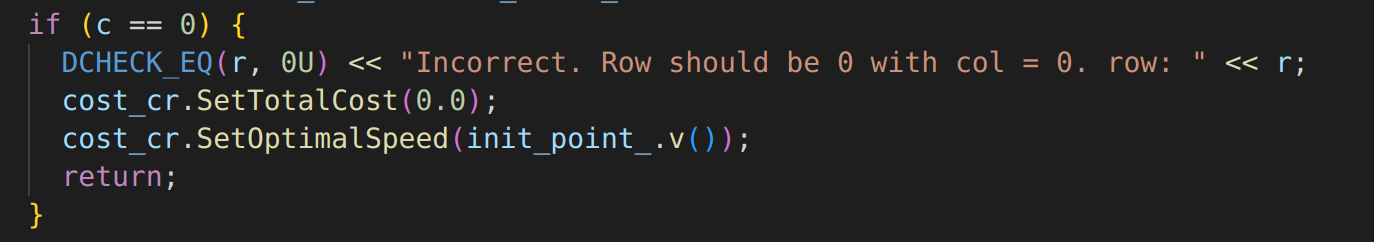 if (c == 0) {
  DCHECK_EQ(r, 0U) << "Incorrect. Row should be 0 with col = 0. row: " << r;
  cost_cr.SetTotalCost(0.0);
  cost_cr.SetOptimalSpeed(init_point_.v());
  return;
}